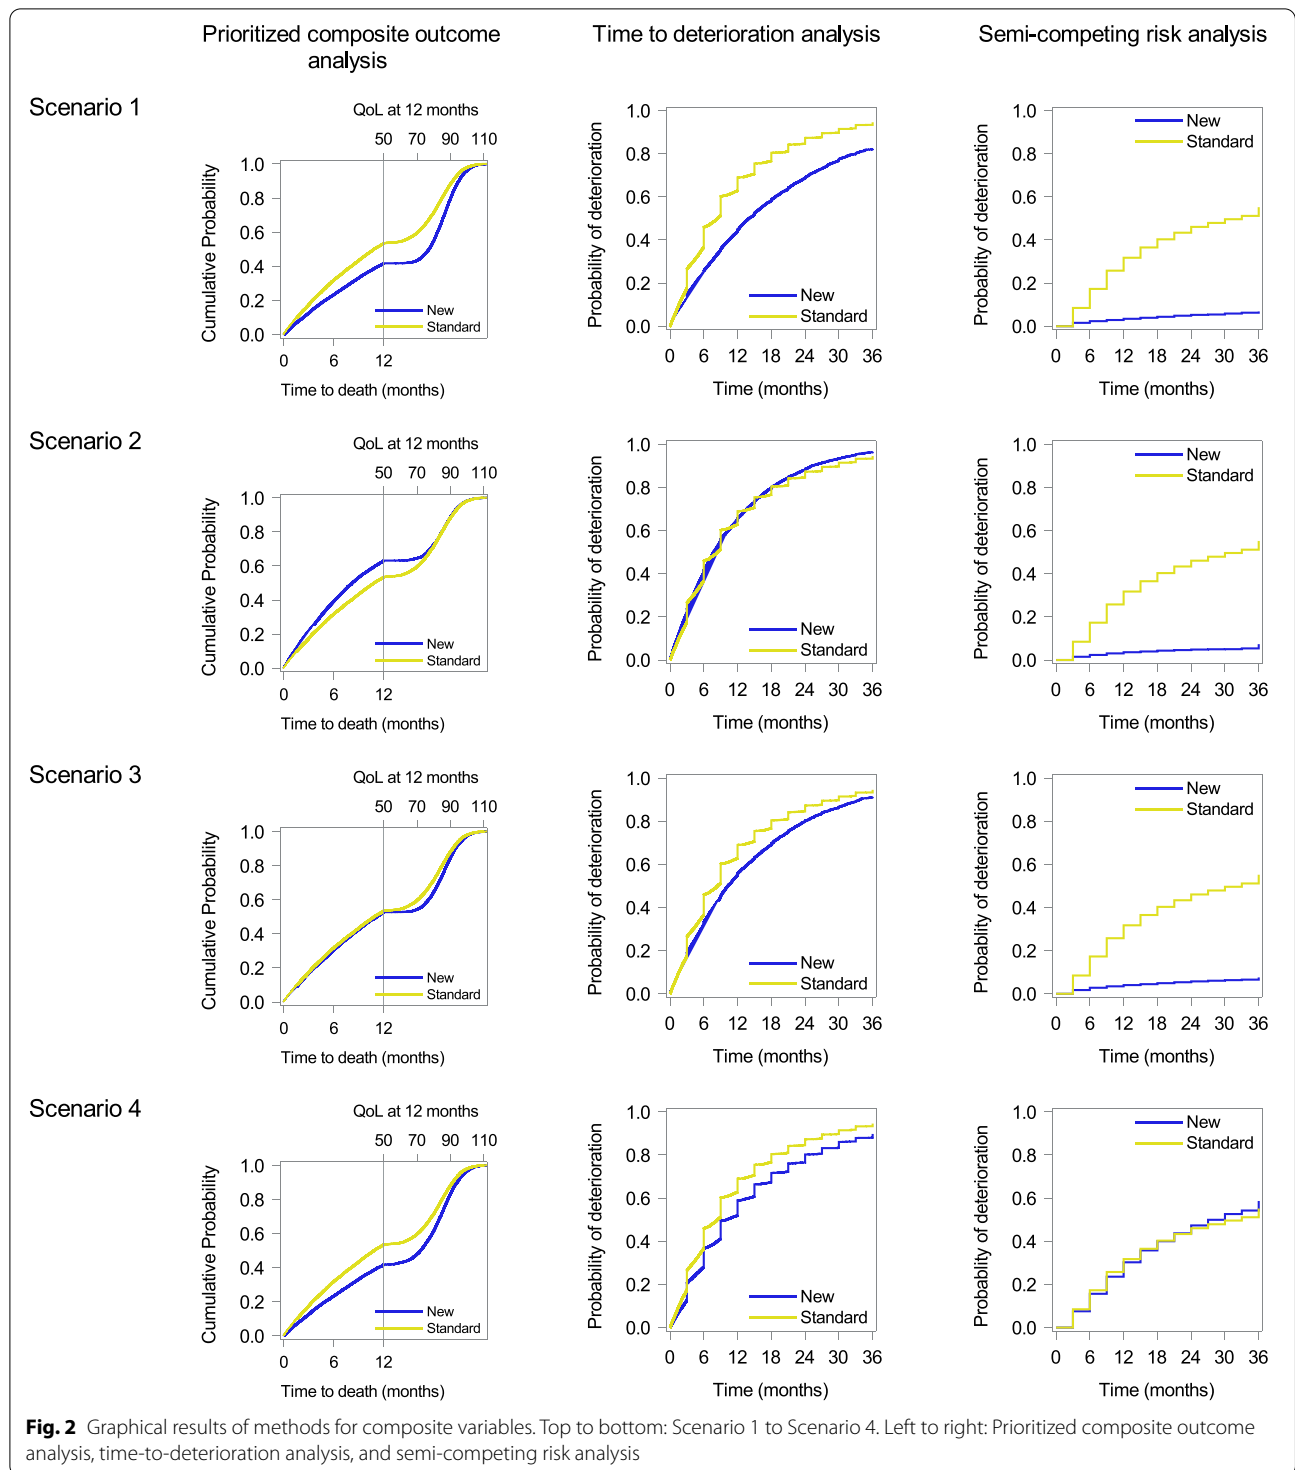 Prioritized composite outcome
analysis
Time to deterioration analysis
Semi-competing risk analysis
Scenario 1
QoL at 12 months
50 70 90 110
Cumulative Probability
1.0
0.8
0.6
0.4
0.2
0.0
New
Standard
0 6 12
Time to death (months)
Probability of deterioration
1.0
0.8
0.6
0.4
0.2
0.0
New
Standard
0 6 12 18 24 30 36
Time (months)
Probablity of deterioration
1.0
0.8
0.6
0.4
0.2
0.0
New
Standard
0 6 12 18 24 30 36
Time (months)
Scenario 2
QoL at 12 months
50 70 90 110
Cumulative Probability
1.0
0.8
0.6
0.4
0.2
0.0
New
Standard
0 6 12
Time to death (months)
Probability of deterioration
1.0
0.8
0.6
0.4
0.2
0.0
New
Standard
0 6 12 18 24 30 36
Time (months)
Probablity of deterioration
1.0
0.8
0.6
0.4
0.2
0.0
New
Standard
0 6 12 18 24 30 36
Time (months)
Scenario 3
QoL at 12 months
50 70 90 110
Cumulative Probability
1.0
0.8
0.6
0.4
0.2
0.0
New
Standard
0 6 12
Time to death (months)
Probability of deterioration
1.0
0.8
0.6
0.4
0.2
0.0
New
Standard
0 6 12 18 24 30 36
Time (months)
Probablity of deterioration
1.0
0.8
0.6
0.4
0.2
0.0
New
Standard
0 6 12 18 24 30 36
Time (months)
Scenario 4
QoL at 12 months
50 70 90 110
Cumulative Probability
1.0
0.8
0.6
0.4
0.2
0.0
New
Standard
0 6 12
Time to death (months)
Probability of deterioration
1.0
0.8
0.6
0.4
0.2
0.0
New
Standard
0 6 12 18 24 30 36
Time (months)
Probablity of deterioration
1.0
0.8
0.6
0.4
0.2
0.0
New
Standard
0 6 12 18 24 30 36
Time (months)
Fig. 2 Graphical results of methods for composite variables. Top to bottom: Scenario 1 to Scenario 4. Left to right: Prioritized composite outcome
analysis, time-to-deterioration analysis, and semi-competing risk analysis